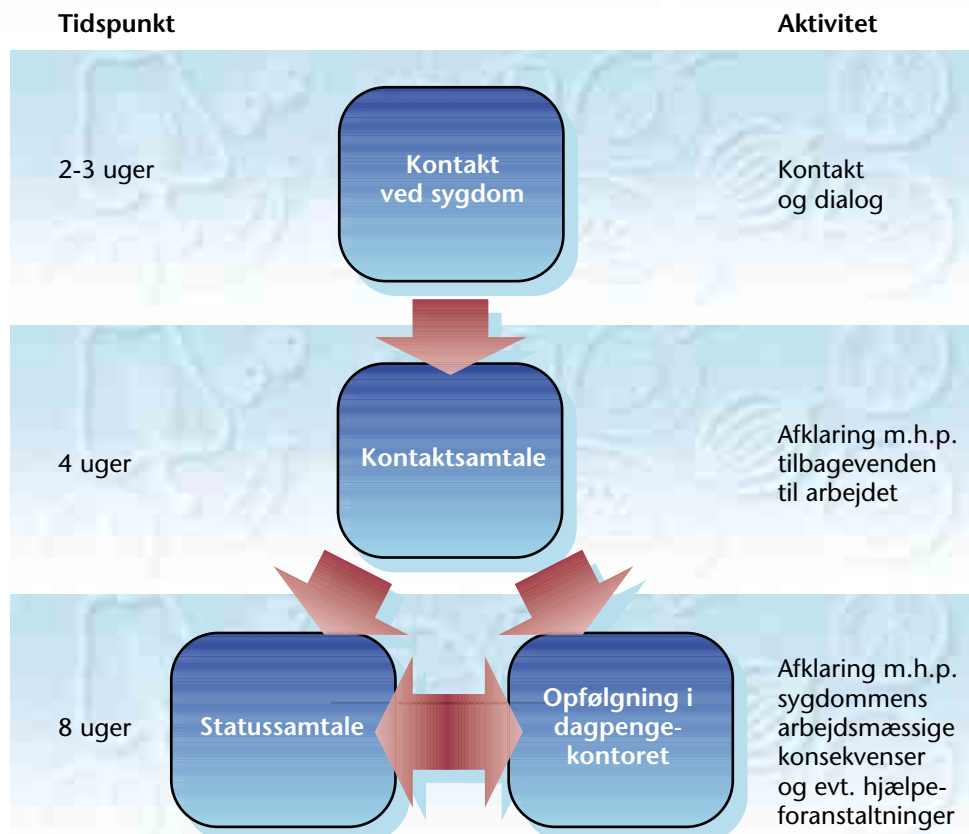 Tidspunkt
Aktivitet
2-3 uger
Kontakt
ved sygdom
Kontakt
og dialog
4 uger
Kontaktsamtale
Afklaring m.h.p.
tilbagevenden
til arbejdet
8 uger
Statussamtale
Opfølgning i
dagpenge-
kontoret
Afklaring m.h.p.
sygdommens
arbejdsmæssige
konsekvenser
og evt. hjælpe-
foranstaltninger